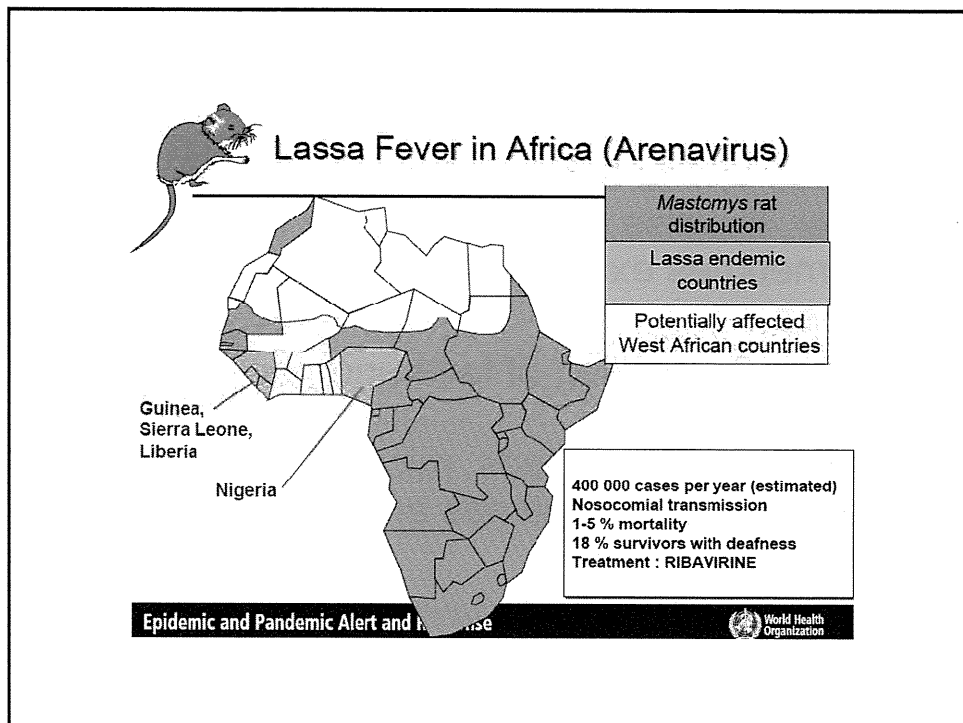 Lassa Fever in Africa (Arenavirus)
Mastomys rat
distribution
Lassa endemic
countries
Potentially affected
West African countries
Guinea,
Sierra Leone,
Liberia
Nigeria
400 000 cases per year (estimated)
Nosocomial transmission
1-5 % mortality
18 % survivors with deafness
Treatment : RIBAVIRINE
Epidemic and Pandemic Alert and
World Health
Organization